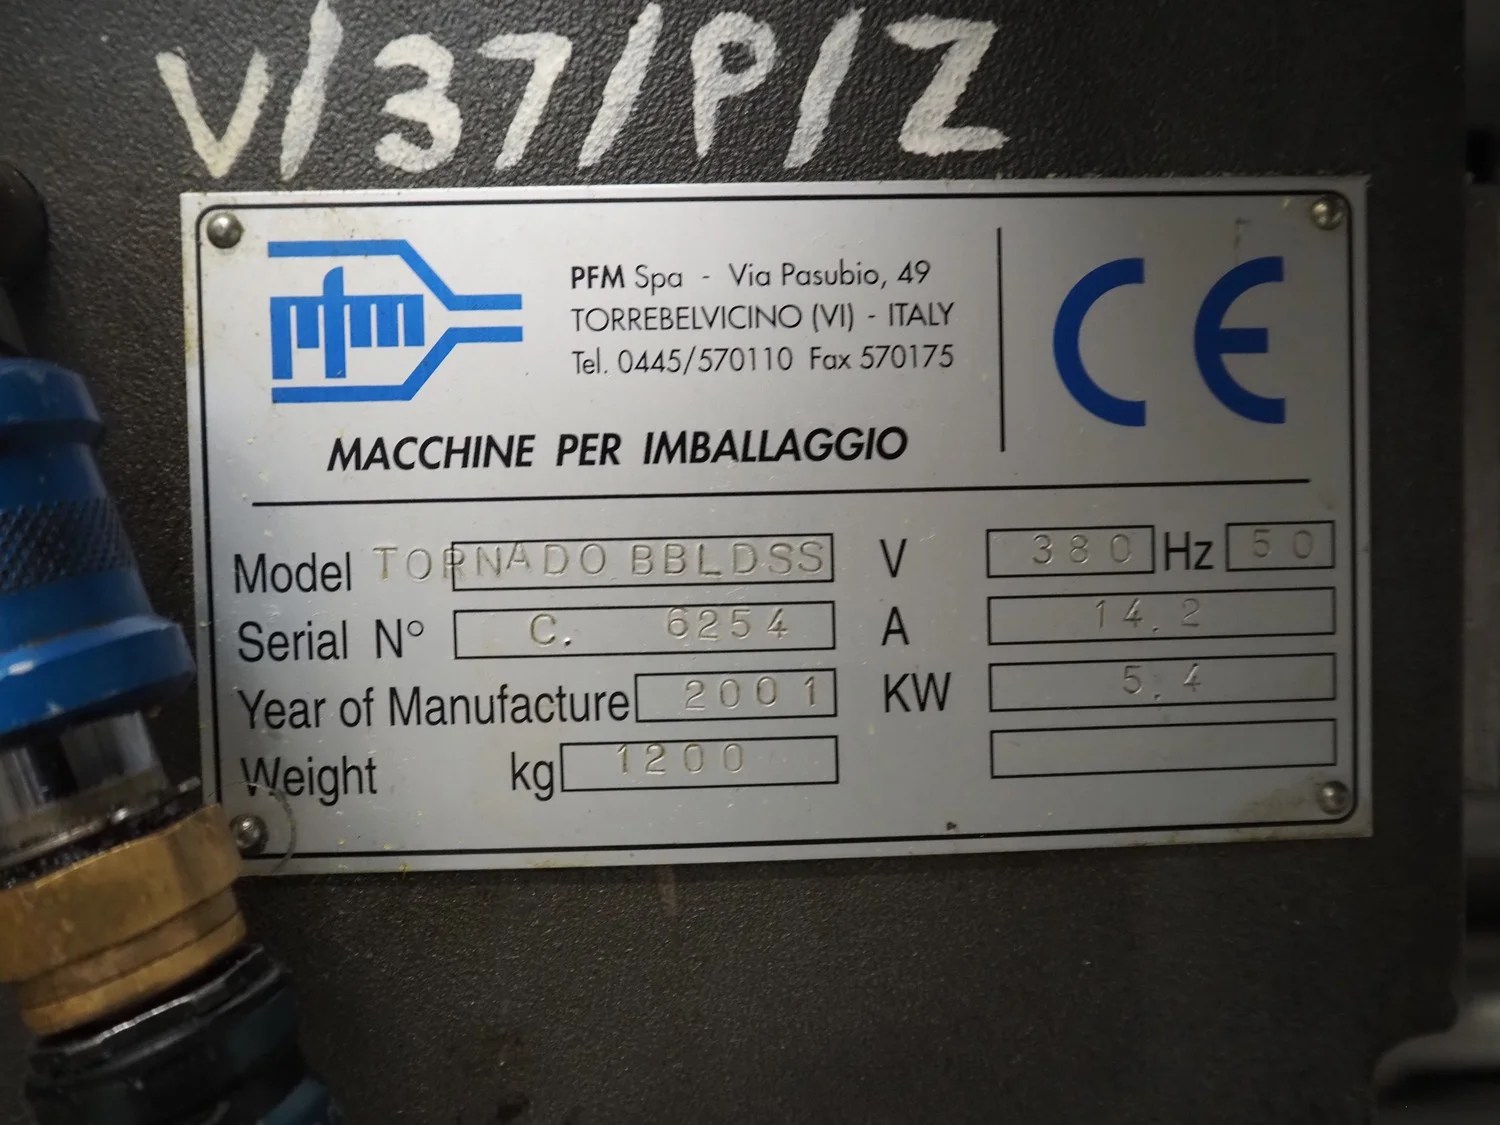 V/37/P/Z
pfm
PFM Spa - Via Pasubio, 49
TORREBELVICINO (VI) - ITALY
Tel. 0445/570110 Fax 570175
CE
MACCHINE PER IMBALLAGGIO
Model TORNADO BBLDSS V 380 Hz 50
Serial N° C. 6254 A 14.2
Year of Manufacture 2001 KW 5.4
Weight kg 1200